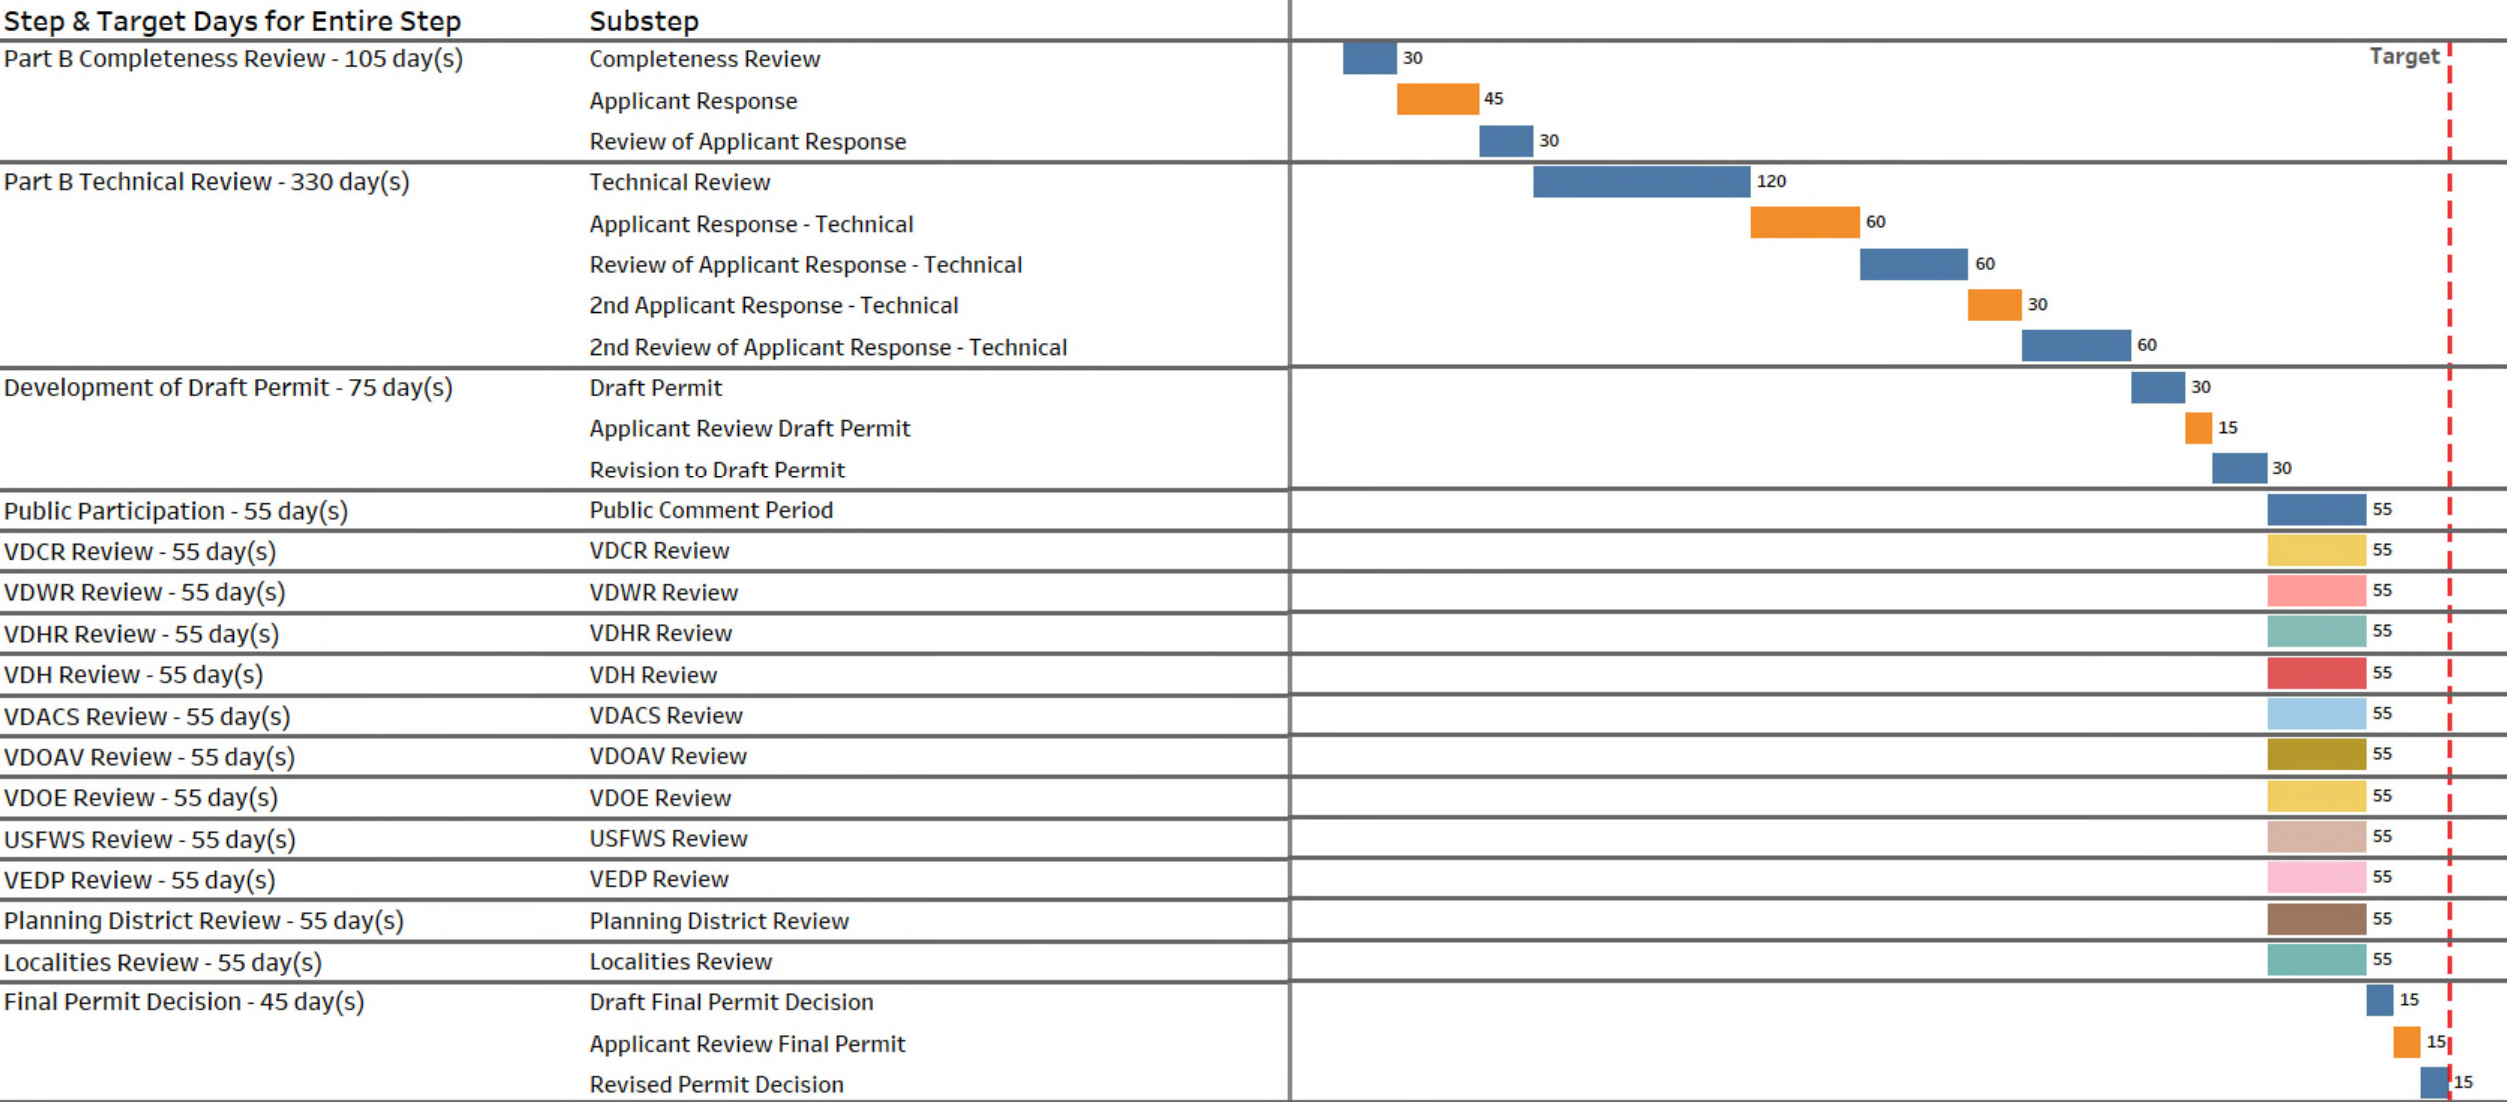 Step & Target Days for Entire Step Substep
Part B Completeness Review - 105 day(s) Completeness Review 30 Target
Applicant Response 45
Review of Applicant Response 30
Part B Technical Review - 330 day(s) Technical Review 120
Applicant Response - Technical 60
Review of Applicant Response - Technical 60
2nd Applicant Response - Technical 30
2nd Review of Applicant Response - Technical 60
Development of Draft Permit - 75 day(s) Draft Permit 30
Applicant Review Draft Permit 15
Revision to Draft Permit 30
Public Participation - 55 day(s) Public Comment Period 55
VDCR Review - 55 day(s) VDCR Review 55
VDWR Review - 55 day(s) VDWR Review 55
VDHR Review - 55 day(s) VDHR Review 55
VDH Review - 55 day(s) VDH Review 55
VDACS Review - 55 day(s) VDACS Review 55
VDOAV Review - 55 day(s) VDOAV Review 55
VDOE Review - 55 day(s) VDOE Review 55
USFWS Review - 55 day(s) USFWS Review 55
VEDP Review - 55 day(s) VEDP Review 55
Planning District Review - 55 day(s) Planning District Review 55
Localities Review - 55 day(s) Localities Review 55
Final Permit Decision - 45 day(s) Draft Final Permit Decision 15
Applicant Review Final Permit 15
Revised Permit Decision 15